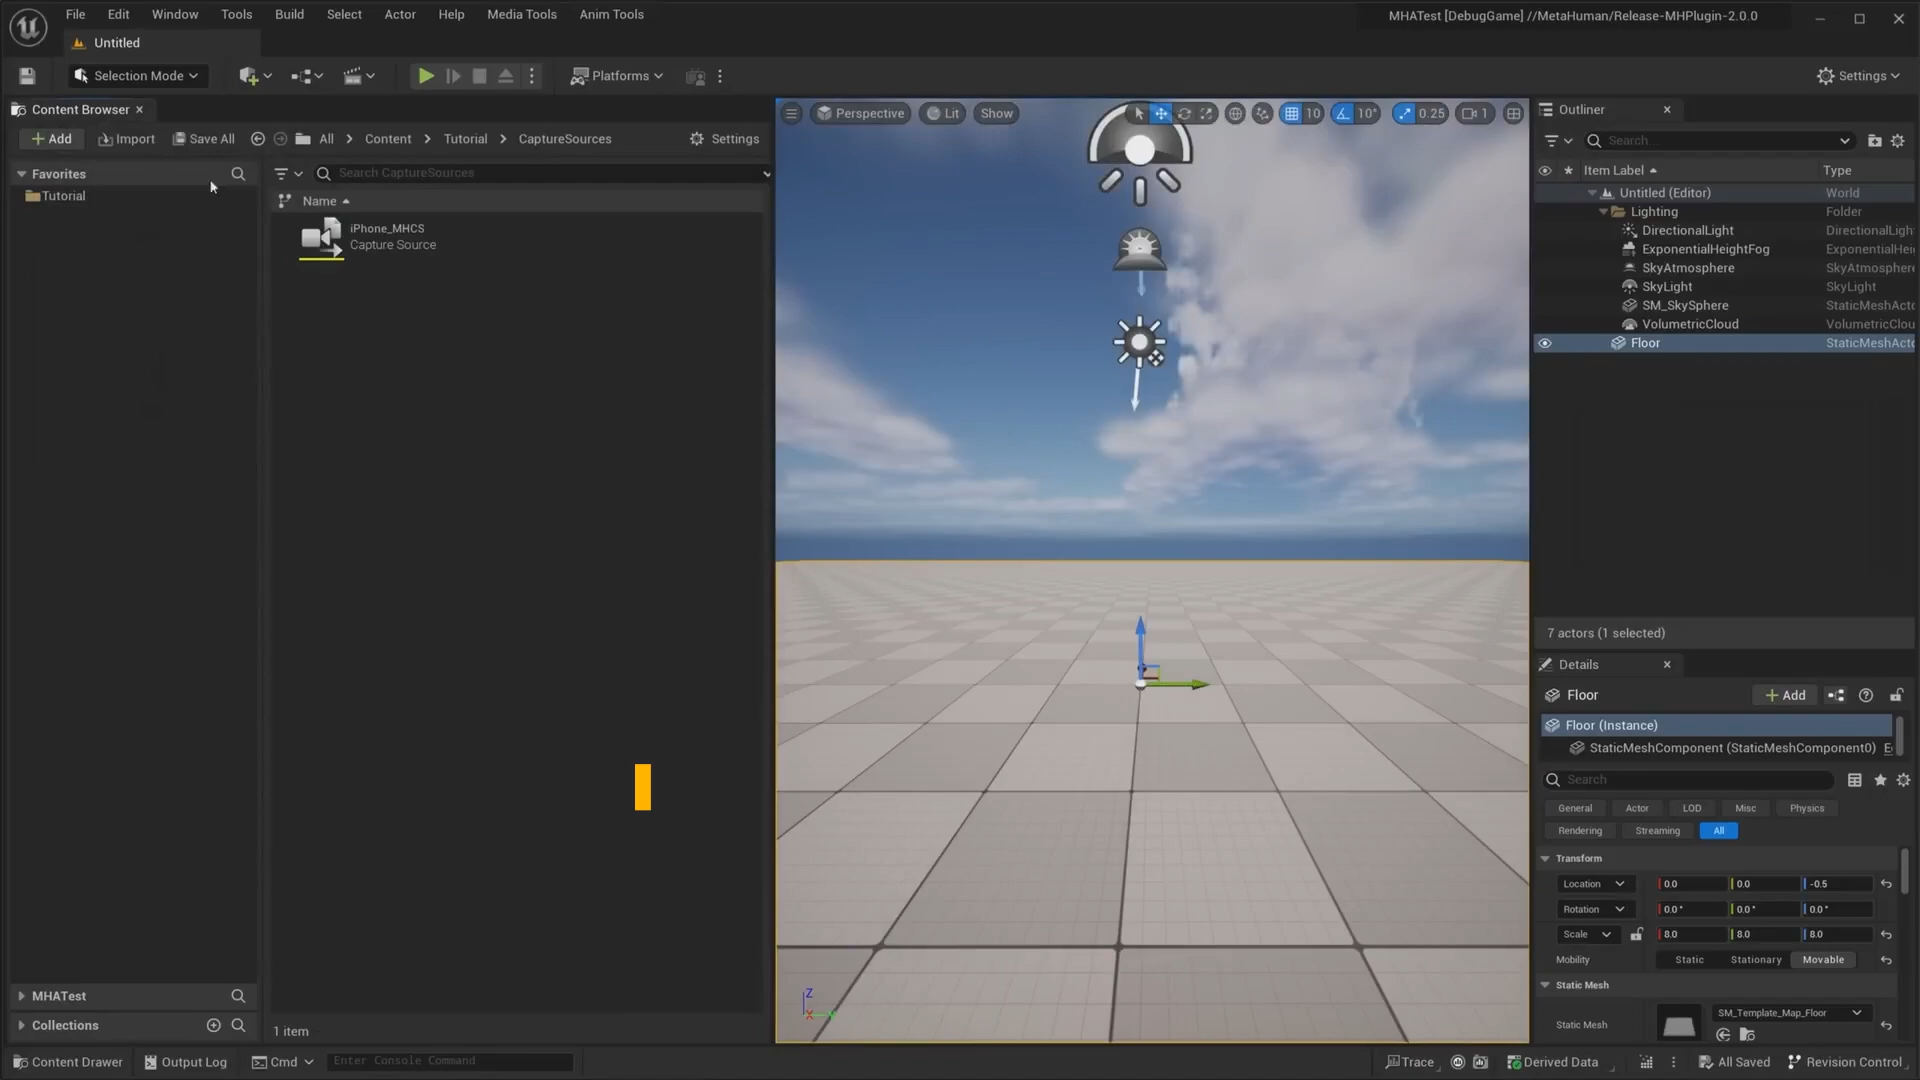 File Edit Window Tools Build Select Actor Help Media Tools Anim Tools
MHATest [DebugGame] //MetaHuman/Release-MHPlugin-2.0.0
Untitled
Selection Mode
Platforms
Settings
Content Browser
Add Import Save All All Content Tutorial CaptureSources Settings
Favorites
Tutorial
Search CaptureSources
Name
iPhone_MHCS
Capture Source
MHATest
Collections
1 item
Perspective Lit Show 10 10° 0.25 1
Z
X
Outliner
Search...
Item Label Type
Untitled (Editor) World
Lighting Folder
DirectionalLight DirectionalLigh
ExponentialHeightFog ExponentialHei
SkyAtmosphere SkyAtmosphere
SkyLight SkyLight
SM_SkySphere StaticMeshActo
VolumetricCloud VolumetricClou
Floor StaticMeshActo
7 actors (1 selected)
Details
Floor Add
Floor (Instance)
StaticMeshComponent (StaticMeshComponent0) E
Search
General Actor LOD Misc Physics
Rendering Streaming All
Transform
Location 0.0 0.0 -0.5
Rotation 0.0° 0.0° 0.0°
Scale 8.0 8.0 8.0
Mobility Static Stationary Movable
Static Mesh
Static Mesh SM_Template_Map_Floor
Content Drawer Output Log Cmd Enter Console Command Trace Derived Data All Saved Revision Control